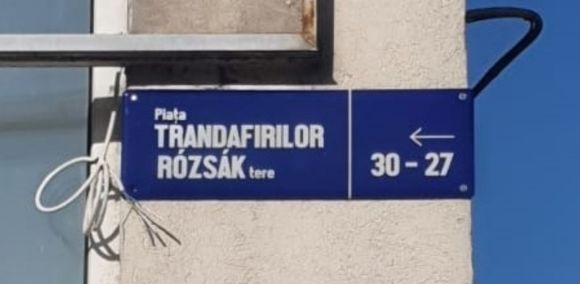 Piața
TRANDAFIRILOR
RÓZSÁK tere
←
30 – 27